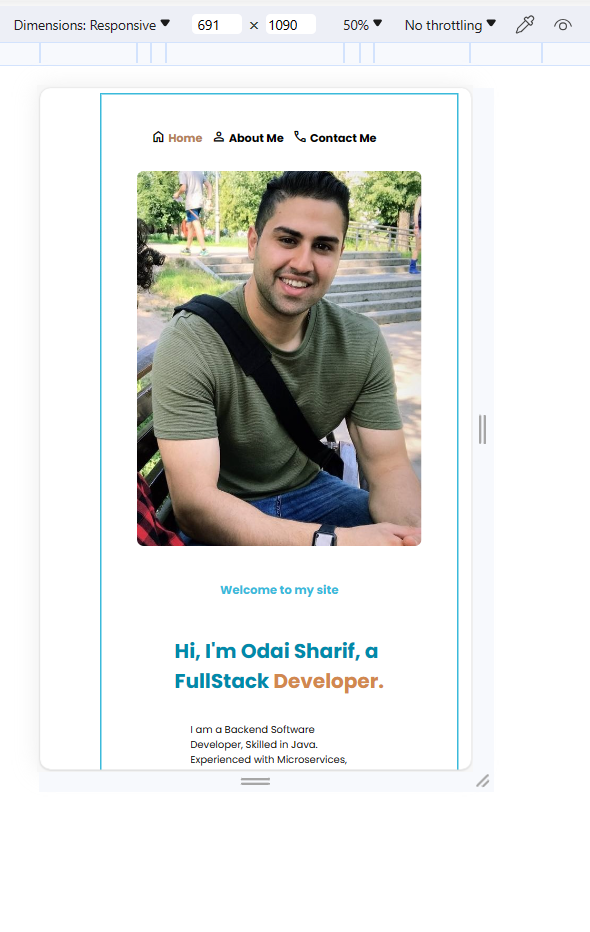 Dimensions: Responsive 691 × 1090 50% No throttling
Home About Me Contact Me
Welcome to my site
Hi, I'm Odai Sharif, a
FullStack Developer.
I am a Backend Software
Developer, Skilled in Java.
Experienced with Microservices,